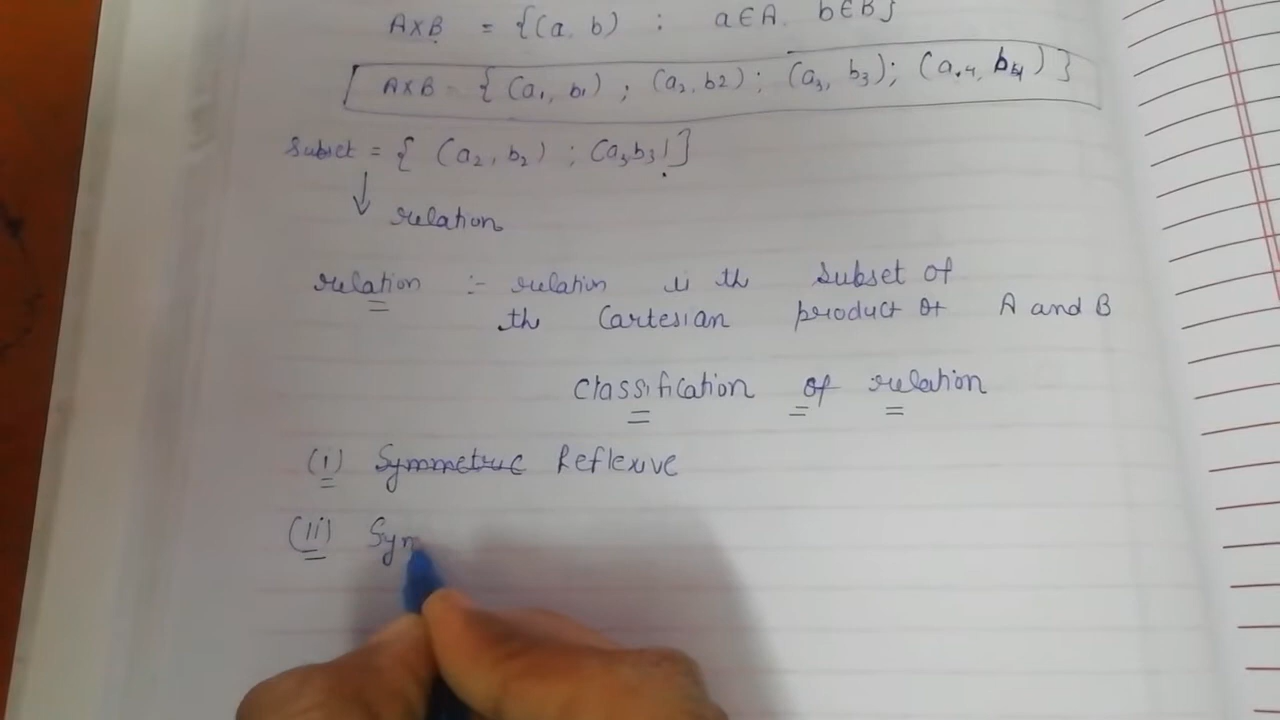 A×B = {(a, b) : a∈A, b∈B}
A×B = { (a₁, b₁) ; (a₂, b2) ; (a₃, b₃); (a.4, b₄) }
Subset = { (a₂, b₂) ; (a₃b₃)}
↓ relation
relation :- relation is the subset of
the Cartesian product of A and B
Classification of relation
(i) Symmetric Reflexive
(ii) Sym